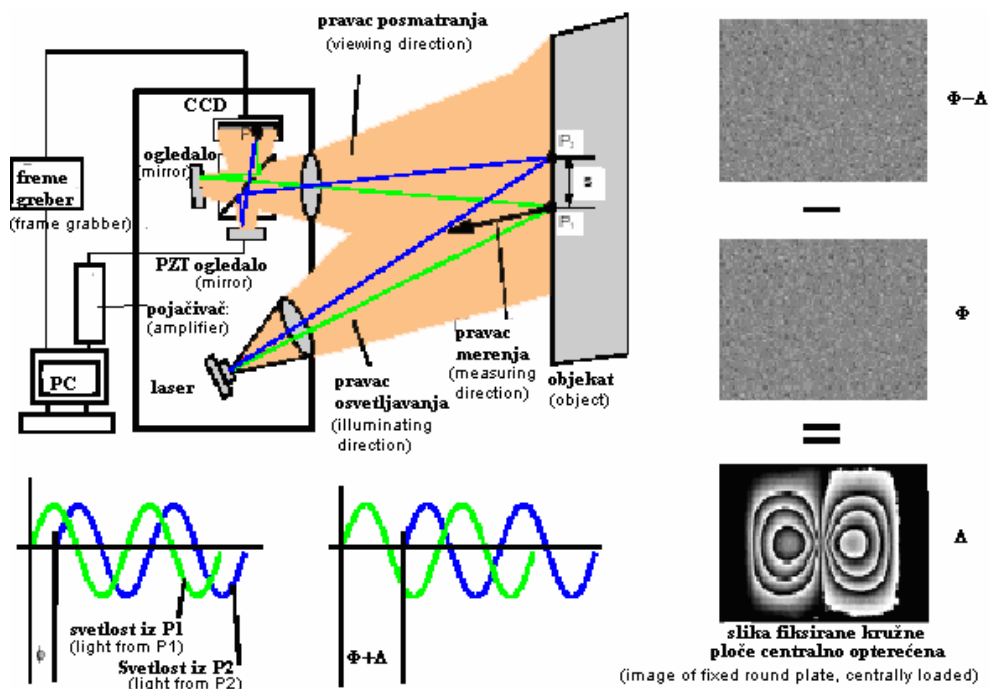 pravac posmatranja
(viewing direction)
CCD
ogledalo
(mirror)
freme
greber
(frame grabber)
PZT ogledalo
(mirror)
pojačivač:
(amplifier)
PC
laser
pravac
osvetljavanja
(illuminating
direction)
pravac
merenja
(measuring
direction)
objekat
(object)
P₂
P₁
Φ−Λ
Φ
Λ
svetlost iz P1
(light from P1)
Svetlost iz P2
(light from P2)
Φ
Φ+Λ
slika fiksirane kružne
ploče centralno opterećena
(image of fixed round plate, centrally loaded)